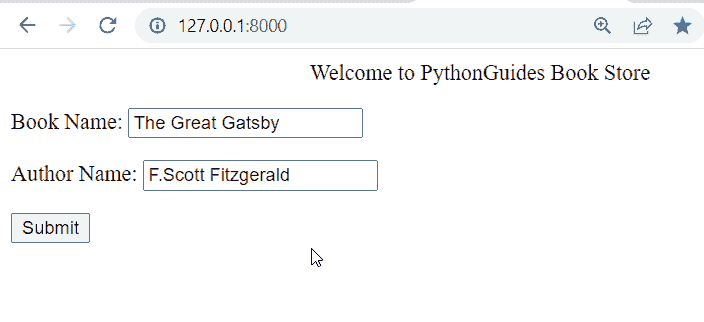 127.0.0.1:8000
Welcome to PythonGuides Book Store
Book Name: The Great Gatsby
Author Name: F.Scott Fitzgerald
Submit